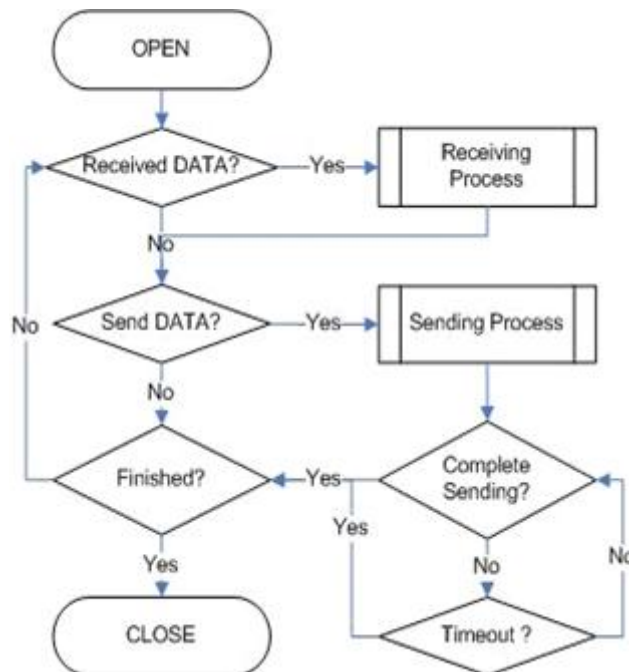 OPEN
Received DATA?
Yes
Receiving
Process
No
Send DATA?
Yes
Sending Process
No
No
Finished?
Yes
Complete
Sending?
Yes
No
No
Yes
CLOSE
Timeout ?